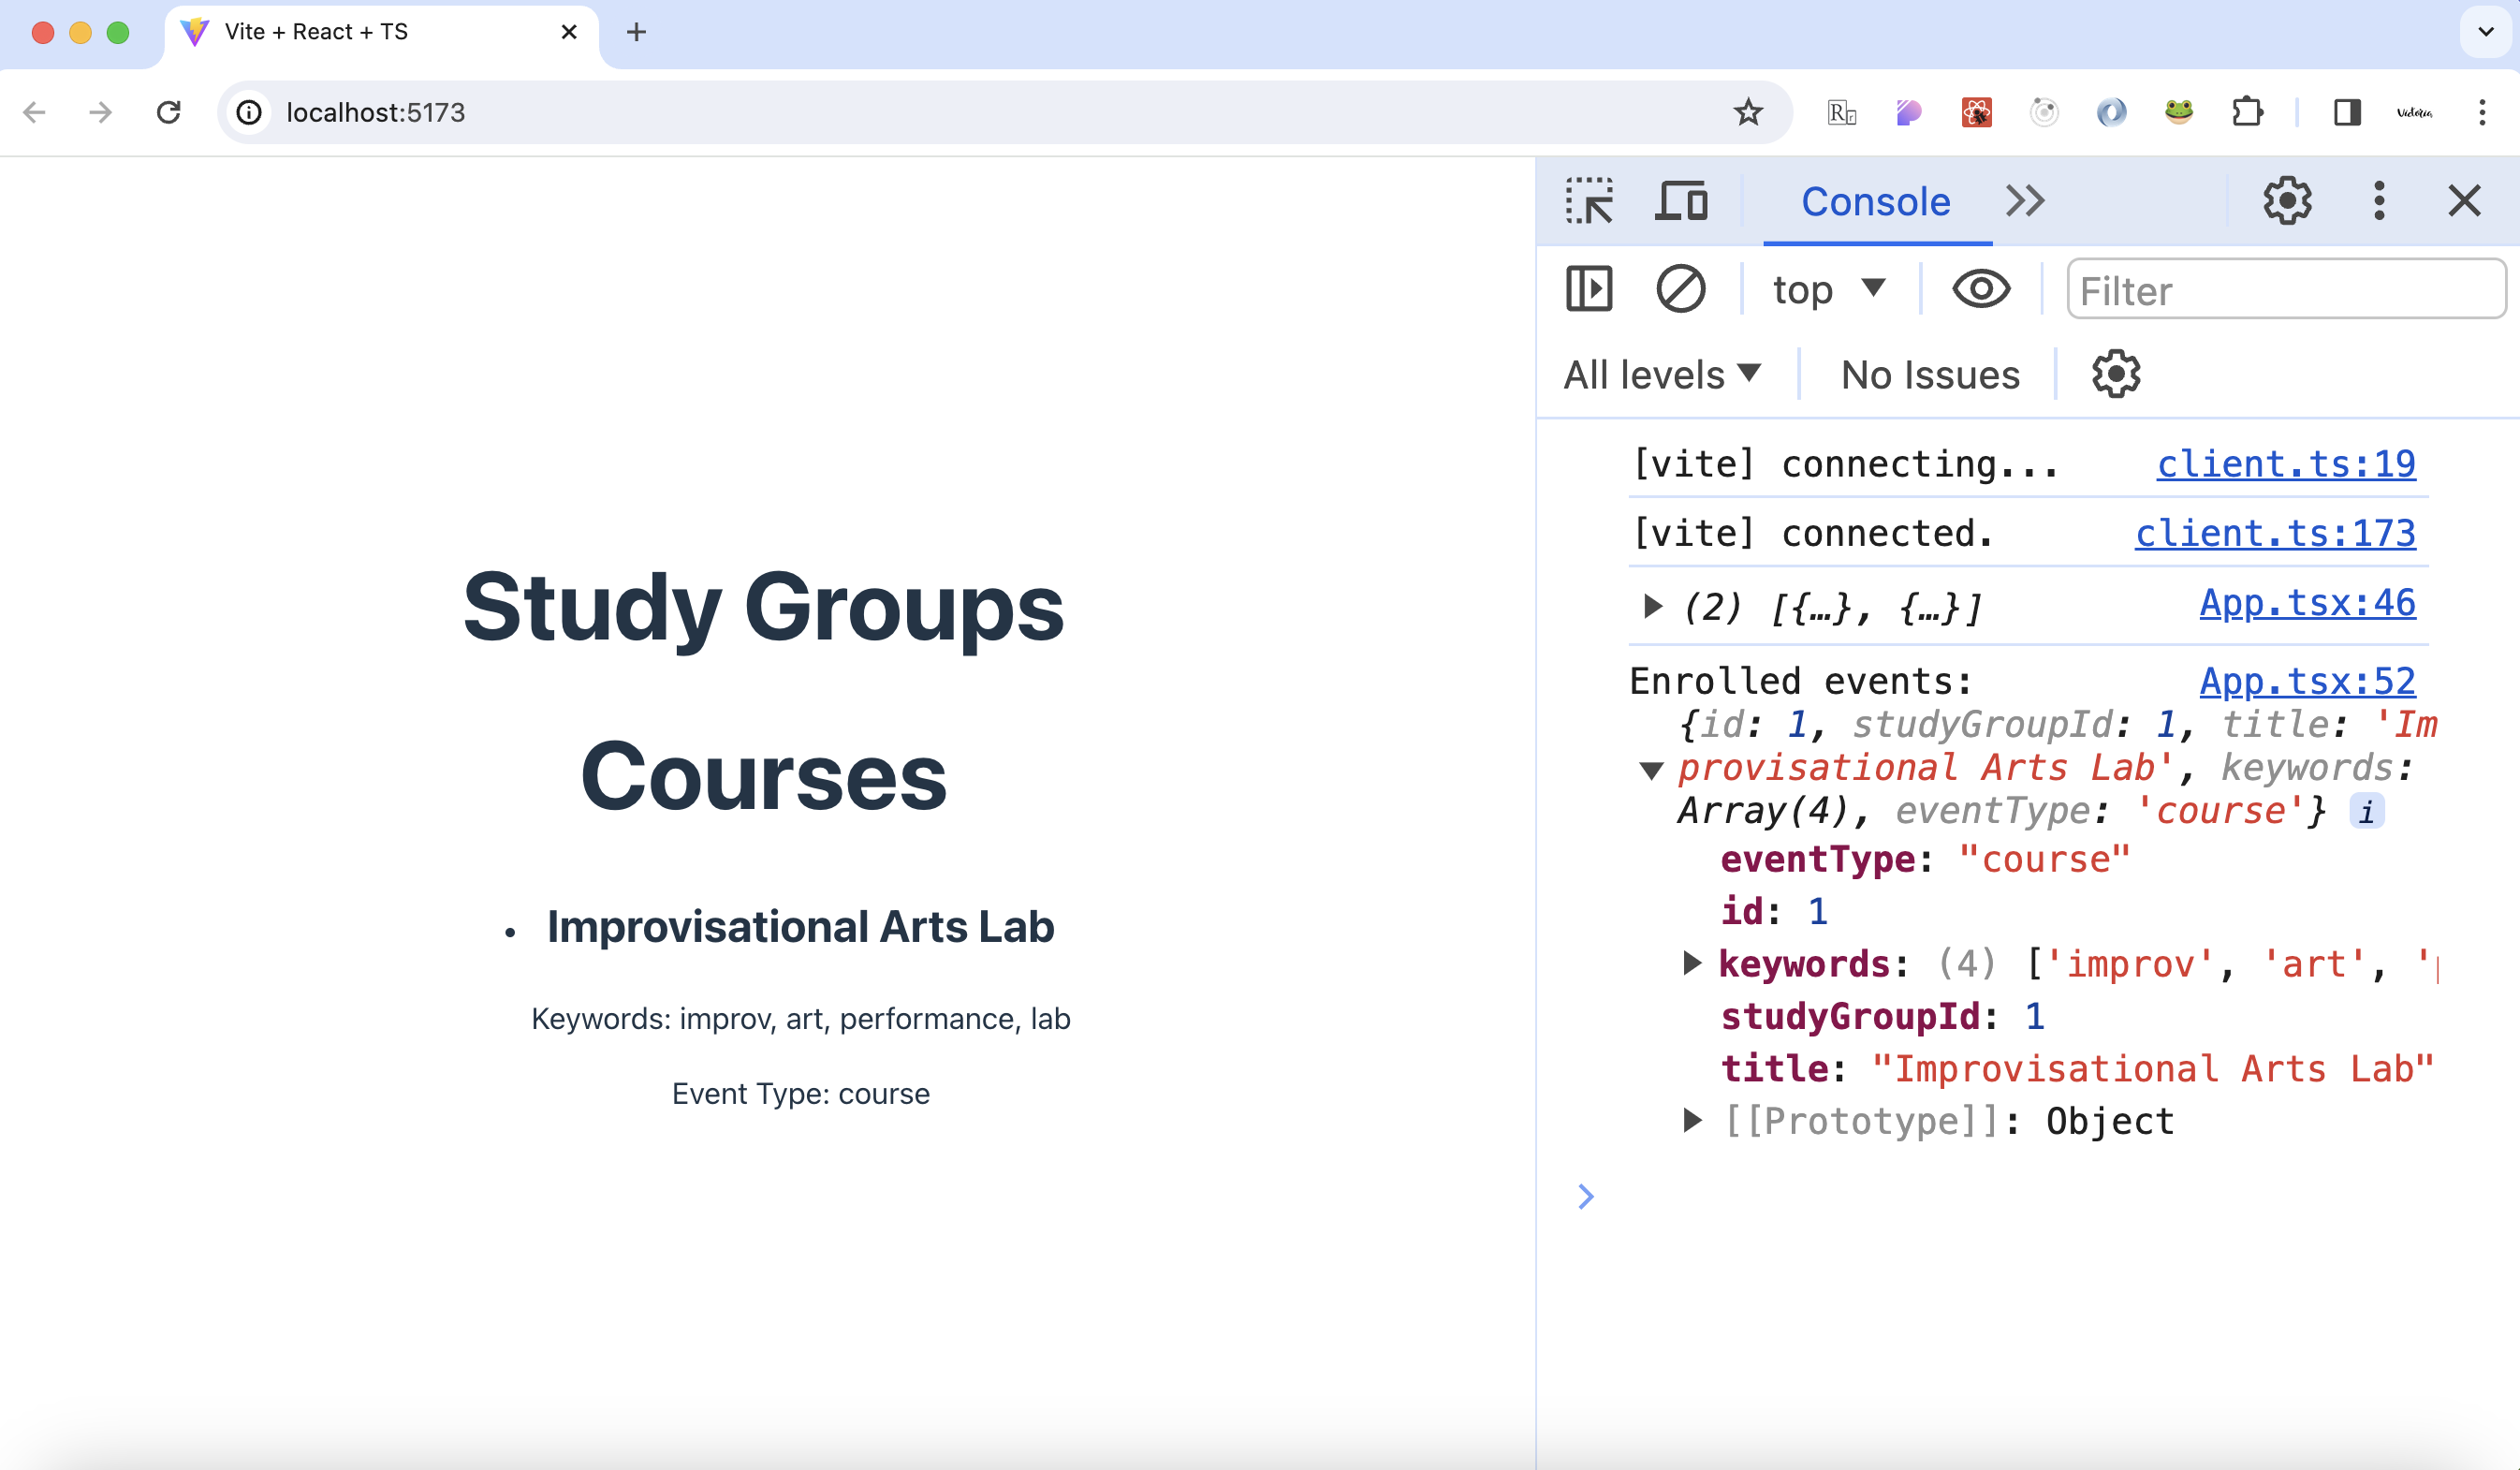 Vite + React + TS
localhost:5173
Victoria
Console
top
Filter
All levels
No Issues
Study Groups
Courses
Improvisational Arts Lab
Keywords: improv, art, performance, lab
Event Type: course
[vite] connecting... client.ts:19
[vite] connected. client.ts:173
(2) [{…}, {…}] App.tsx:46
Enrolled events: App.tsx:52
{id: 1, studyGroupId: 1, title: 'Im
provisational Arts Lab', keywords:
Array(4), eventType: 'course'} i
eventType: "course"
id: 1
keywords: (4) ['improv', 'art', '
studyGroupId: 1
title: "Improvisational Arts Lab"
[[Prototype]]: Object